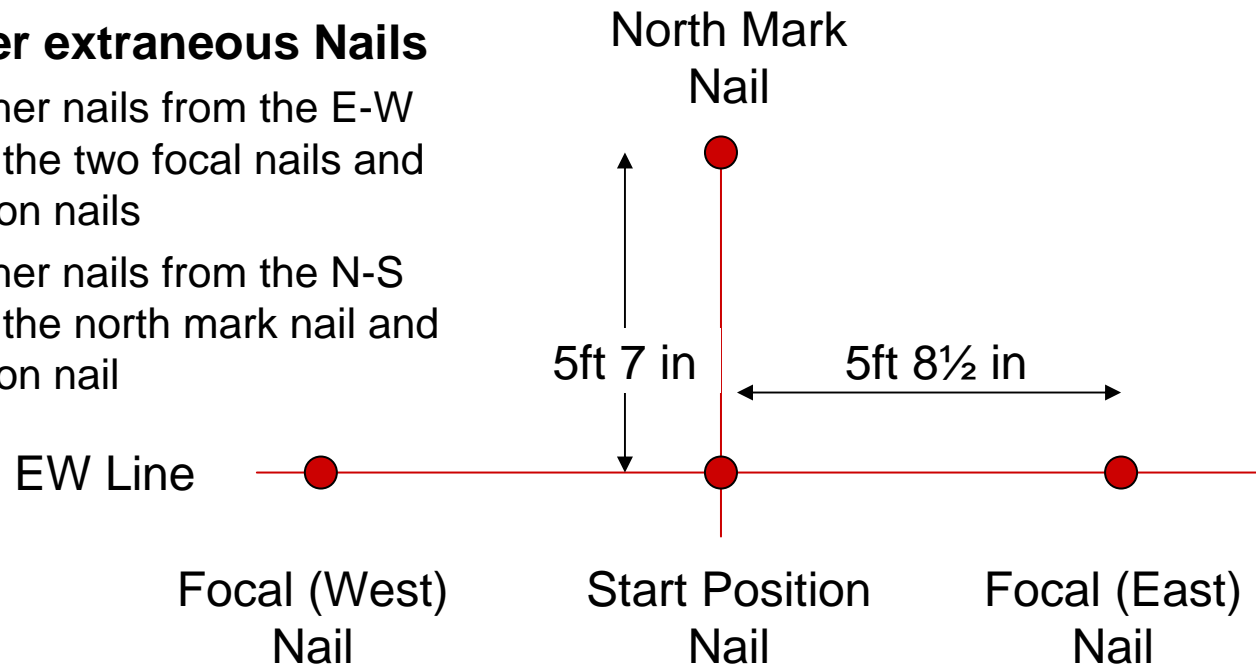 er extraneous Nails
ner nails from the E-W
the two focal nails and
on nails
ner nails from the N-S
the north mark nail and
on nail
North Mark
Nail
5ft 7 in
5ft 8½ in
EW Line
Focal (West)
Nail
Start Position
Nail
Focal (East)
Nail